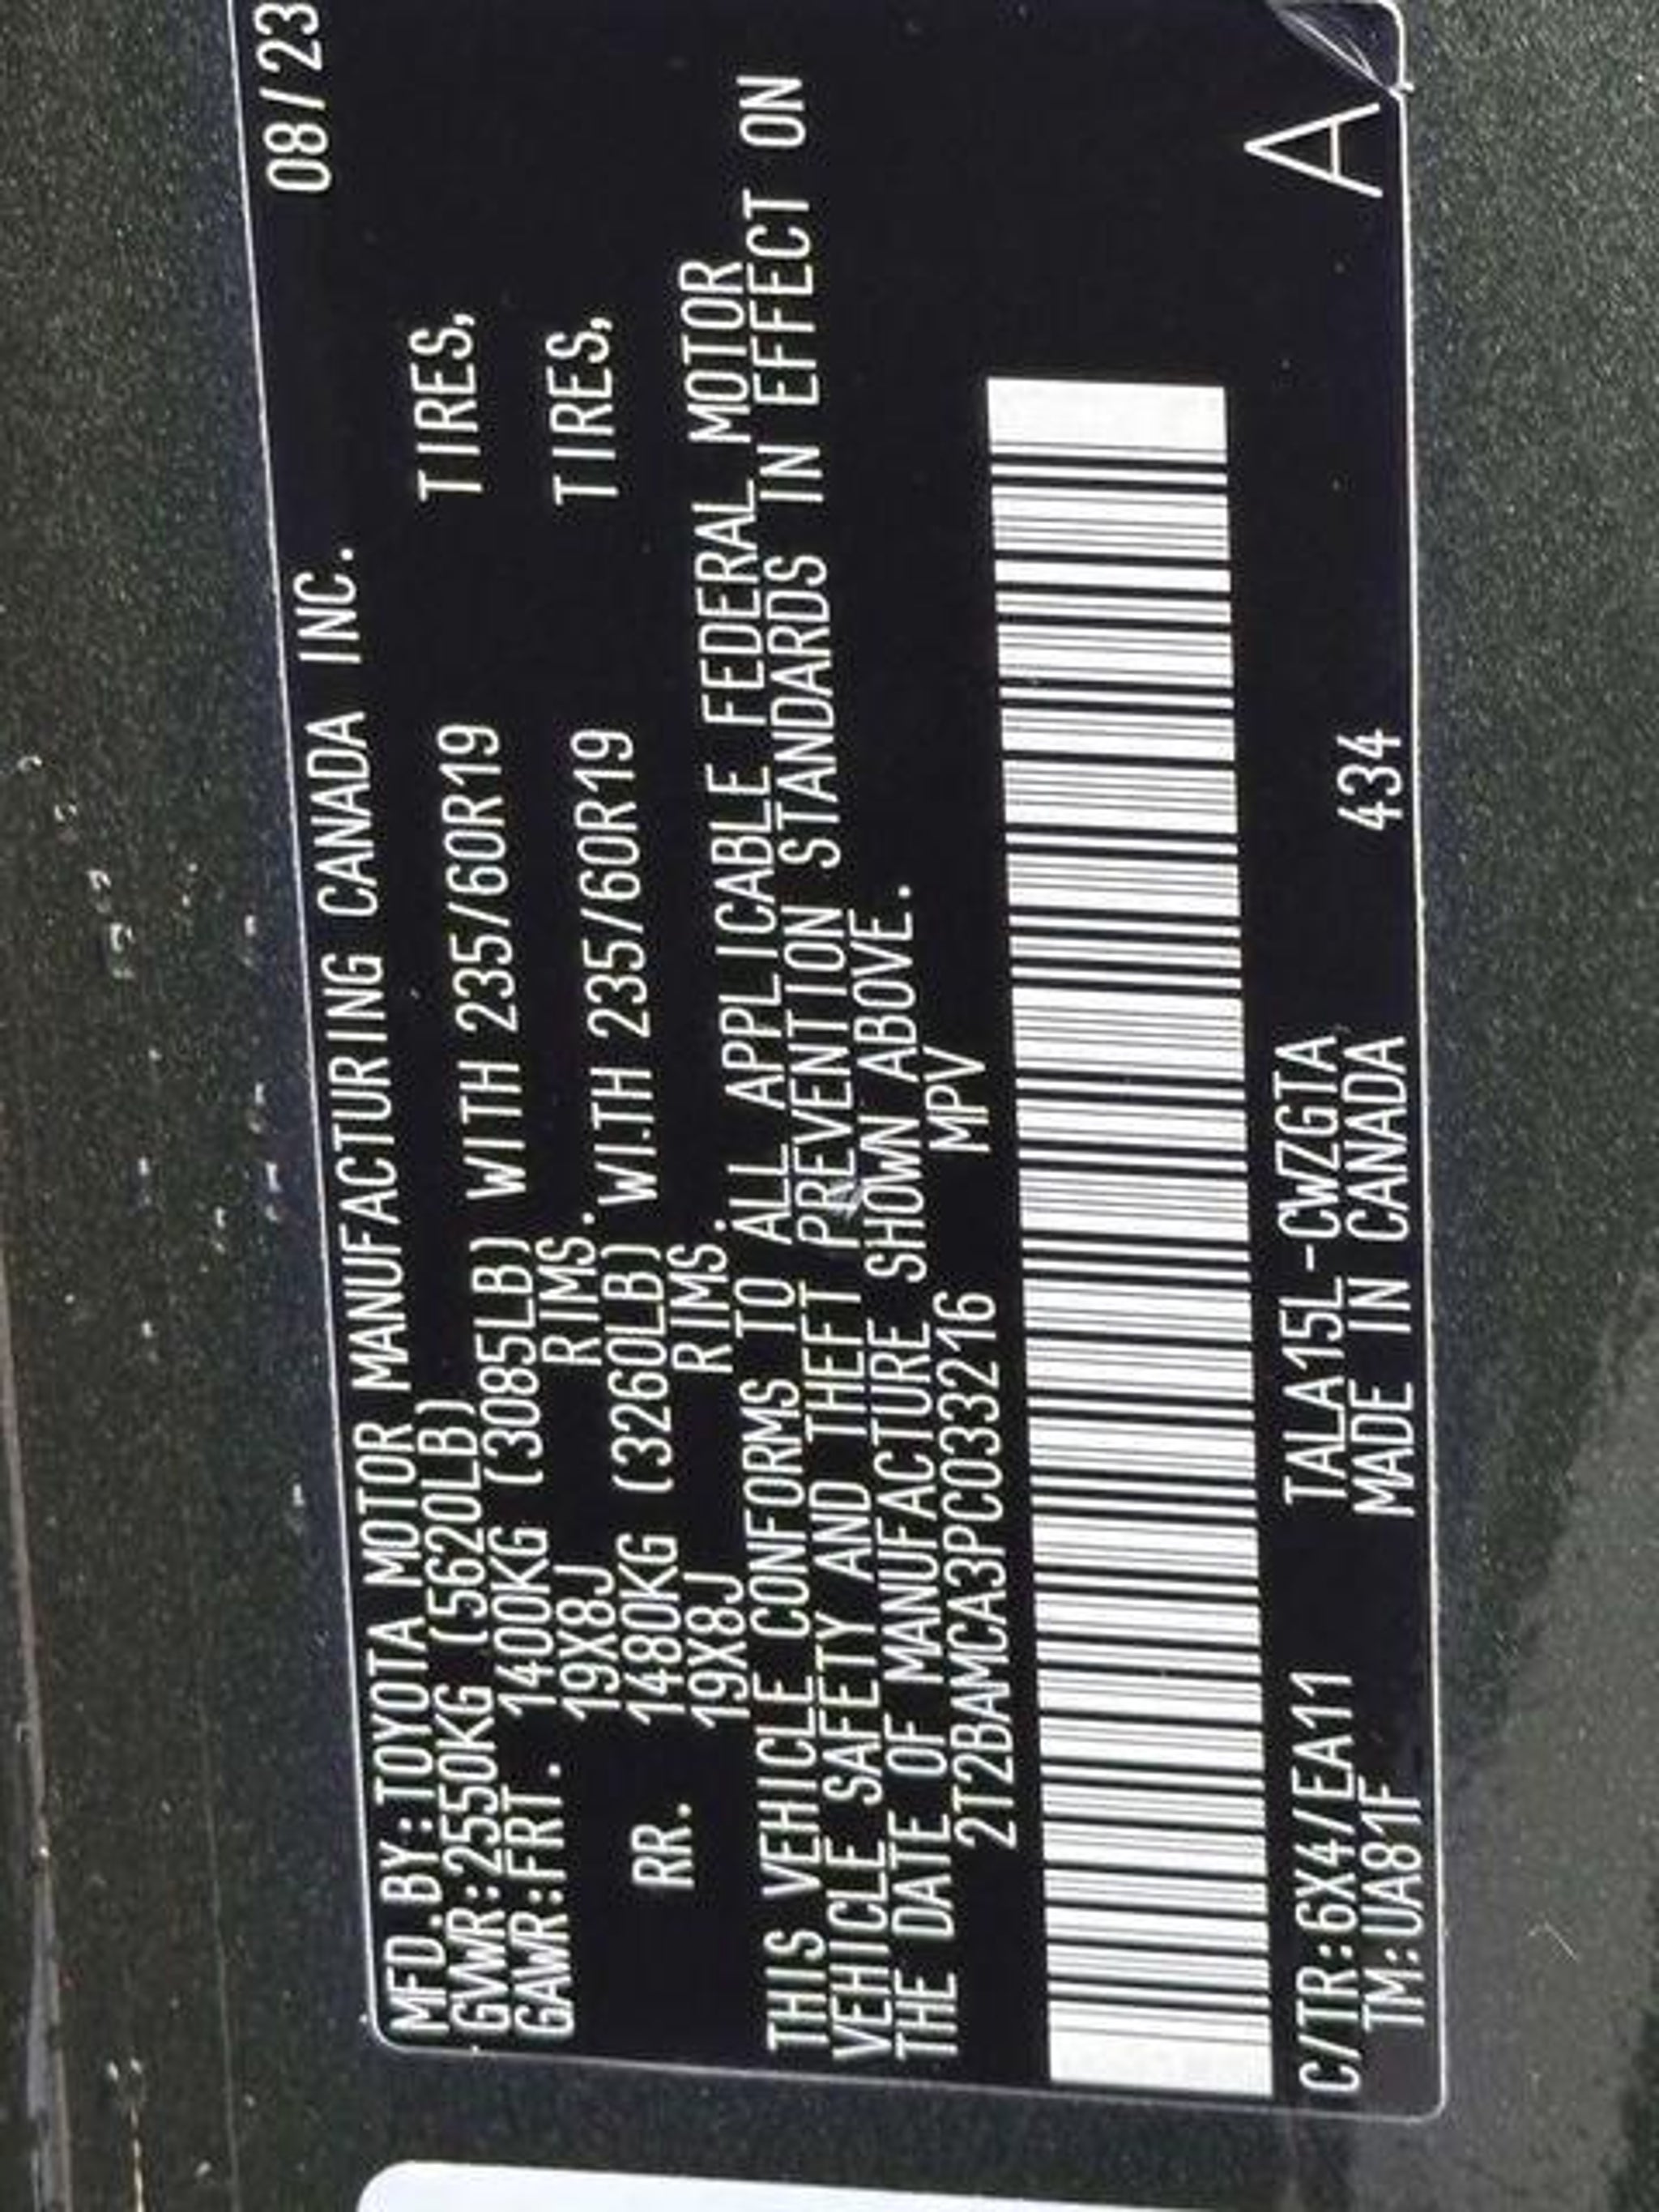 MFD.BY:TOYOTA MOTOR MANUFACTURING CANADA INC. 08/23
GVWR:2550KG (5620LB)
GAWR:FRT. 1400KG (3085LB) WITH 235/60R19 TIRES,
19X8J RIMS.
RR. 1480KG (3260LB) WITH 235/60R19 TIRES,
19X8J RIMS.
THIS VEHICLE CONFORMS TO ALL APPLICABLE FEDERAL MOTOR
VEHICLE SAFETY AND THEFT PREVENTION STANDARDS IN EFFECT ON
THE DATE OF MANUFACTURE SHOWN ABOVE.
2T2BAMCA3PC033216 MPV
C/TR:6X4/EA11 TALA15L-CWZGTA A
TM:UA81F MADE IN CANADA 434